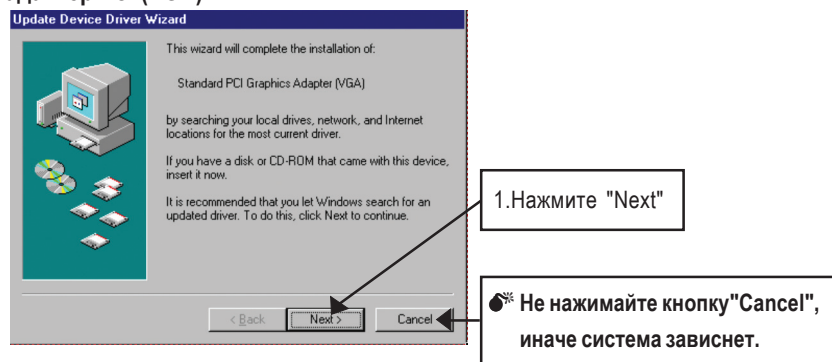 Update Device Driver Wizard
This wizard will complete the installation of:
Standard PCI Graphics Adapter (VGA)
by searching your local drives, network, and Internet
locations for the most current driver.
If you have a disk or CD-ROM that came with this device,
insert it now.
It is recommended that you let Windows search for an
updated driver. To do this, click Next to continue.
1.Нажмите "Next"
< Back
Next >
Cancel
Не нажимайте кнопку"Cancel",
иначе система зависнет.